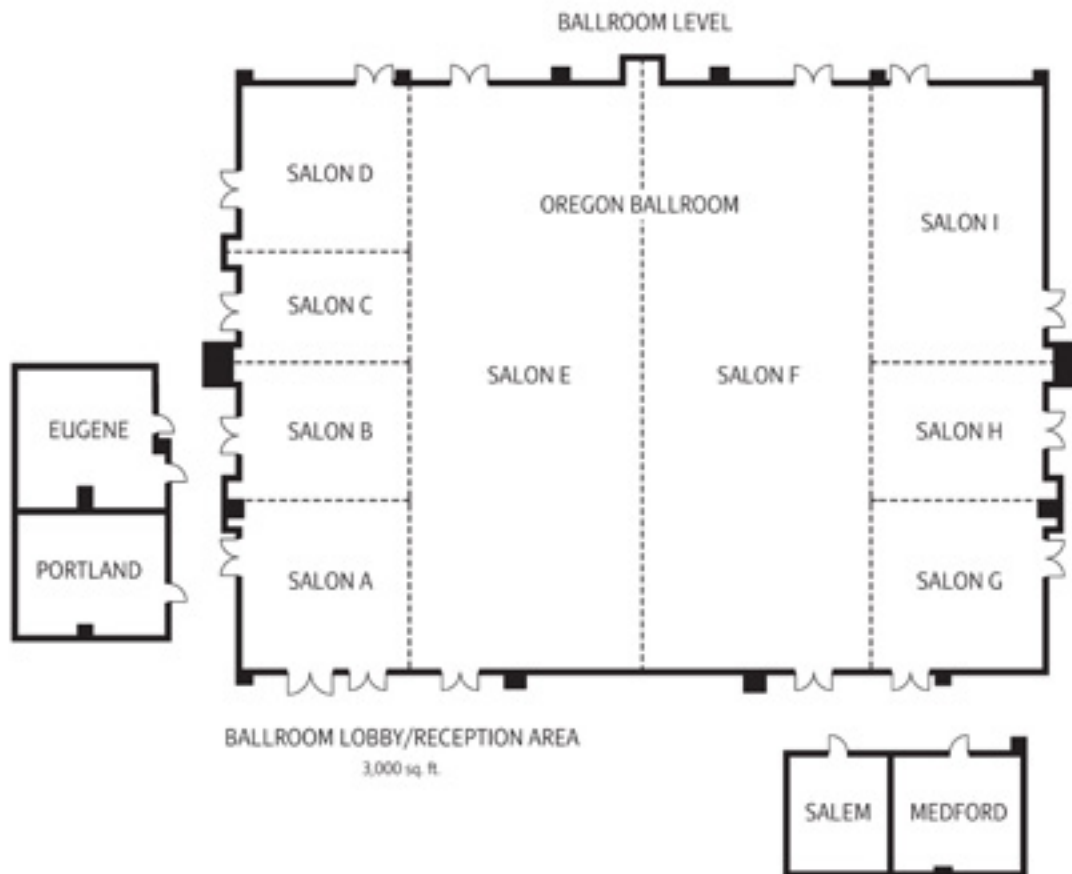 BALLROOM LEVEL
SALON D
OREGON BALLROOM
SALON I
SALON C
SALON E
SALON F
EUGENE
SALON B
SALON H
PORTLAND
SALON A
SALON G
BALLROOM LOBBY/RECEPTION AREA
3,000 sq. ft.
SALEM
MEDFORD